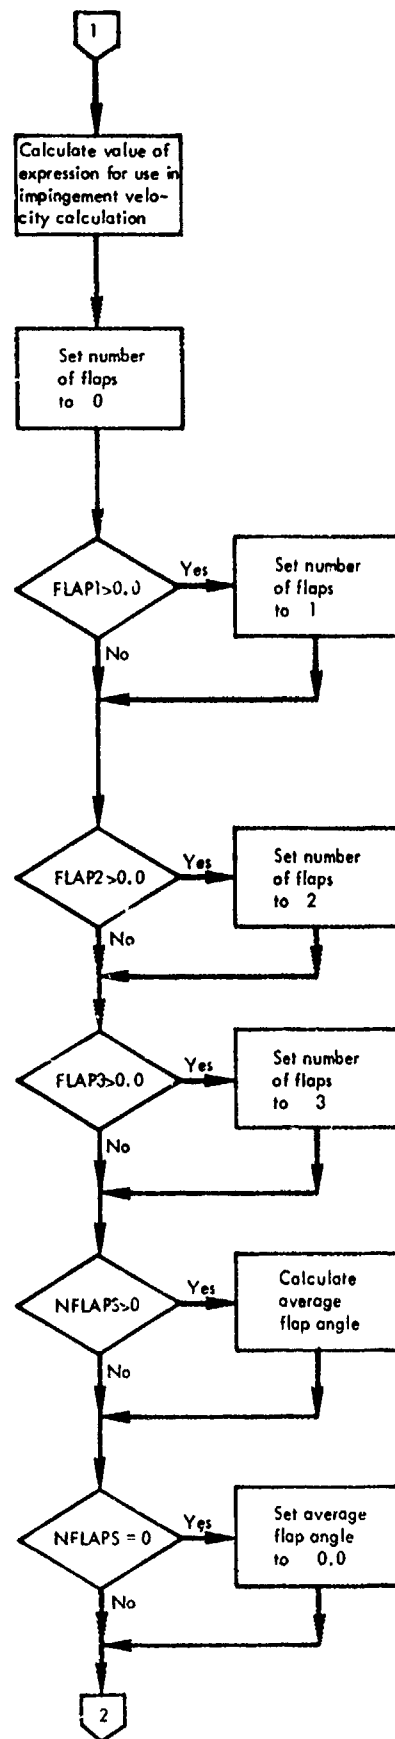 1
Calculate value of
expression for use in
impingement velo-
city calculation
Set number
of flaps
to 0
FLAP1>0.0
Yes
Set number
of flaps
to 1
No
FLAP2>0.0
Yes
Set number
of flaps
to 2
No
FLAP3>0.0
Yes
Set number
of flaps
to 3
No
NFLAPS>0
Yes
Calculate
average
flap angle
No
NFLAPS = 0
Yes
Set average
flap angle
to 0.0
No
2